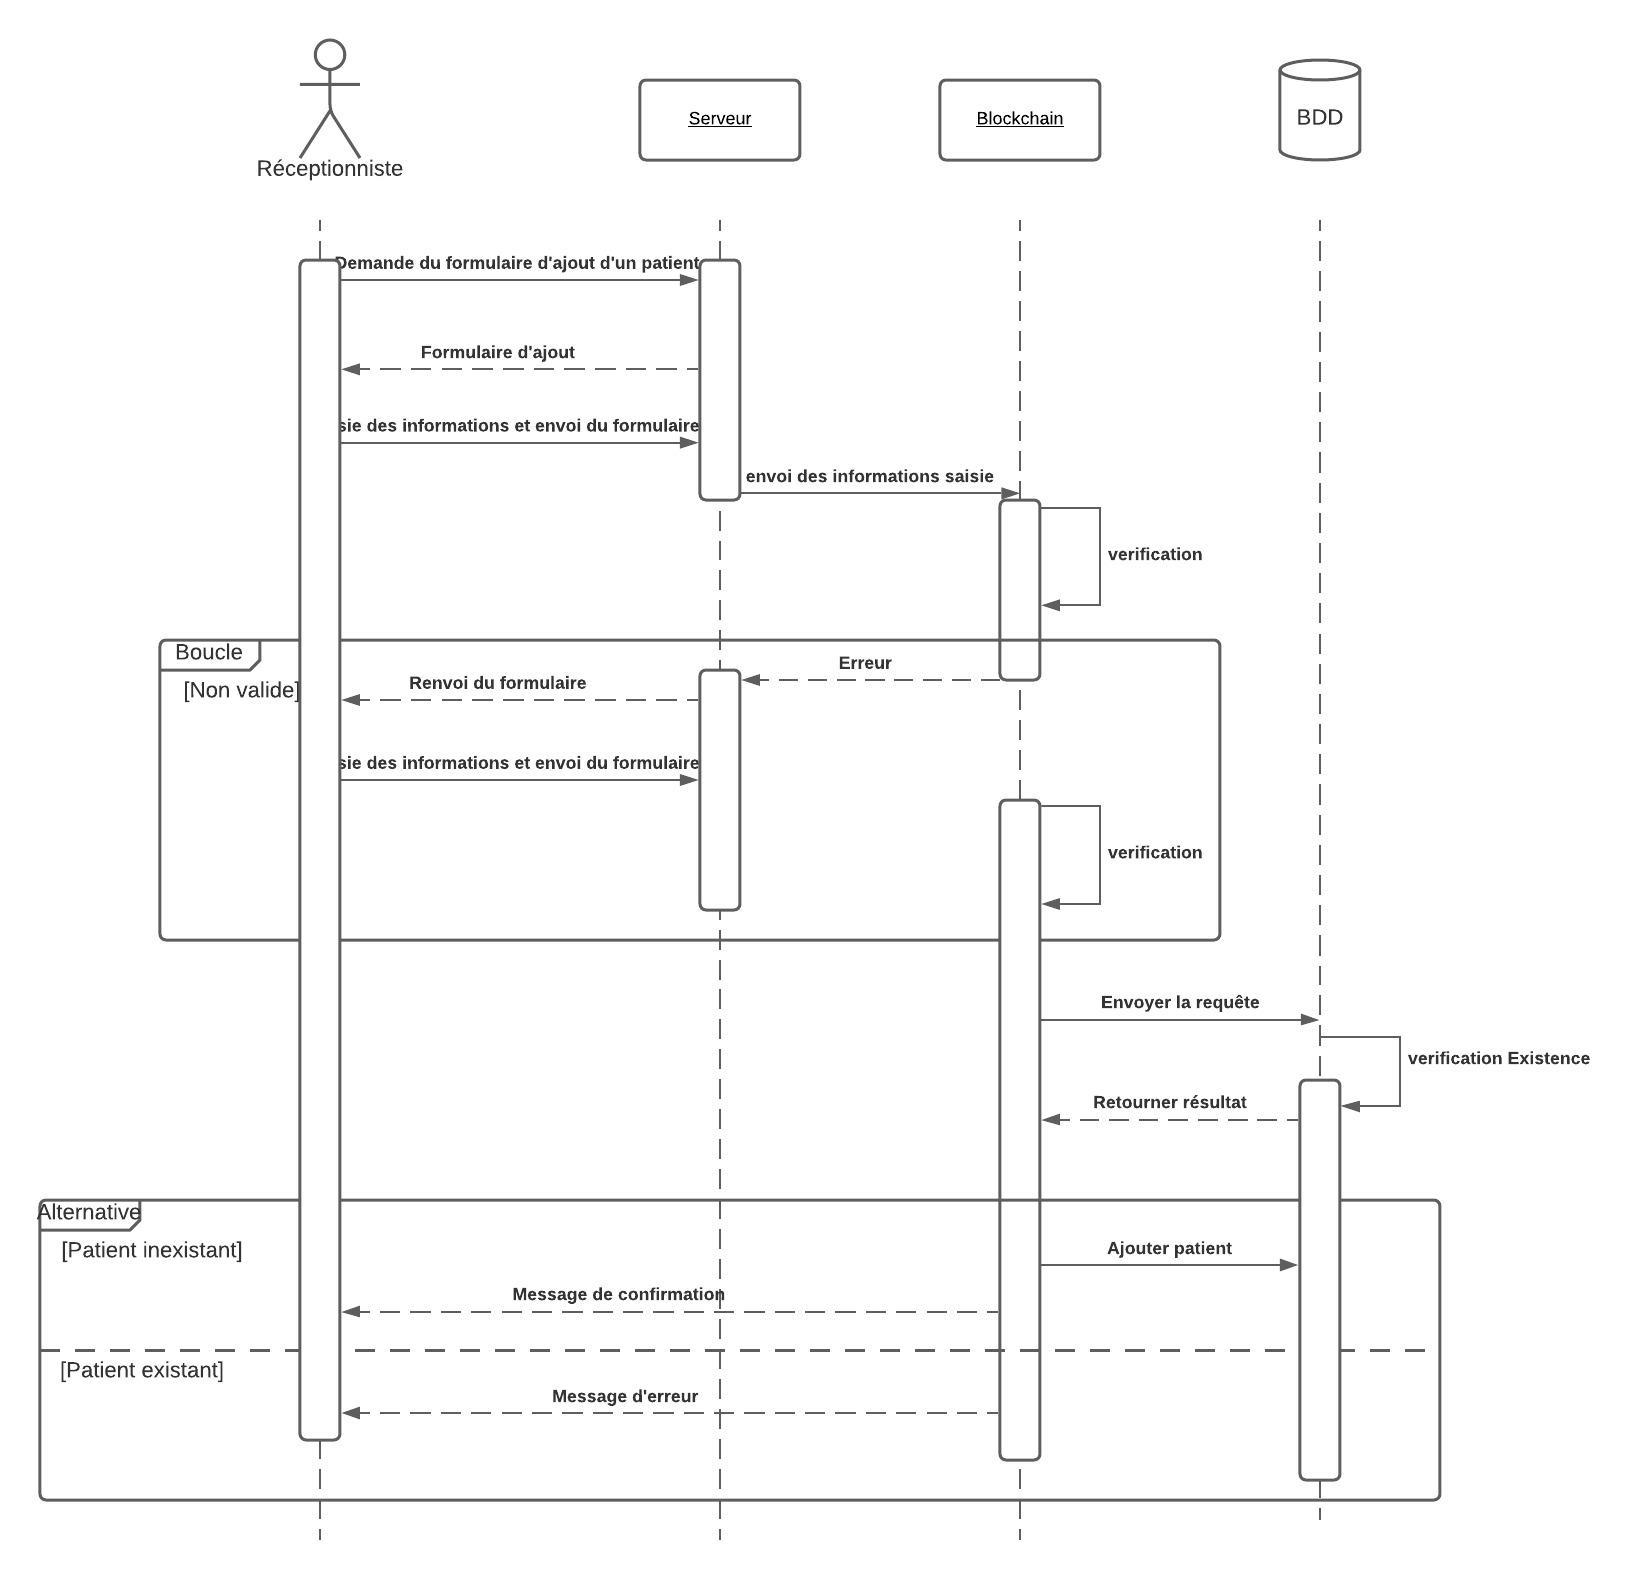 Serveur
Blockchain
BDD
Réceptionniste
Demande du formulaire d'ajout d'un patient
Formulaire d'ajout
sie des informations et envoi du formulaire
envoi des informations saisie
verification
Boucle
Erreur
[Non valide]
Renvoi du formulaire
sie des informations et envoi du formulaire
verification
Envoyer la requête
verification Existence
Retourner résultat
Alternative
[Patient inexistant]
Ajouter patient
Message de confirmation
[Patient existant]
Message d'erreur